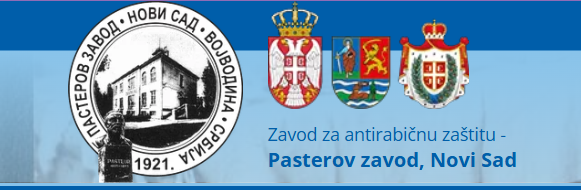 ПАСТЕРОВ ЗАВОД • НОВИ САД • ВОЈВОДИНА • СРБИЈА
PASTEUR
1921.
Zavod za antirabičnu zaštitu -
Pasterov zavod, Novi Sad